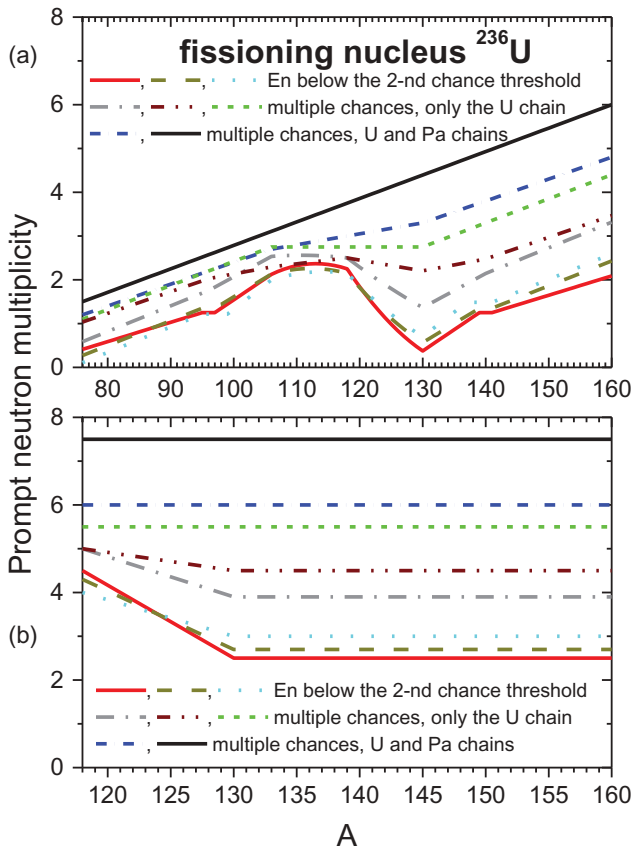 (a)
fissioning nucleus ²³⁶U
, , En below the 2-nd chance threshold
, , multiple chances, only the U chain
, multiple chances, U and Pa chains
8
6
4
2
0
80 90 100 110 120 130 140 150 160
Prompt neutron multiplicity
8
6
4
2
0
(b)
, , En below the 2-nd chance threshold
, , multiple chances, only the U chain
, multiple chances, U and Pa chains
120 125 130 135 140 145 150 155 160
A